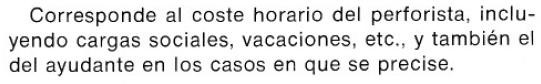 Corresponde al coste horario del perforista, inclu-
yendo cargas sociales, vacaciones, etc., y también el
del ayudante en los casos en que se precise.